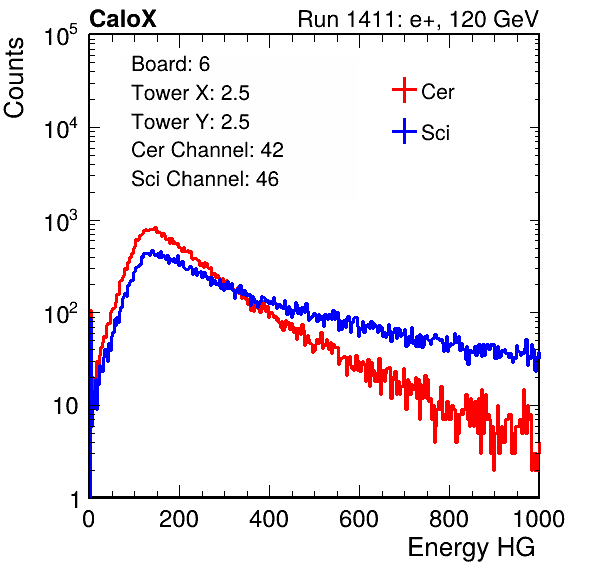 CaloX Run 1411: e+, 120 GeV
Board: 6
Tower X: 2.5
Tower Y: 2.5
Cer Channel: 42
Sci Channel: 46
Cer
Sci
Counts
10^5
10^4
10^3
10^2
10
1
0 200 400 600 800 1000
Energy HG